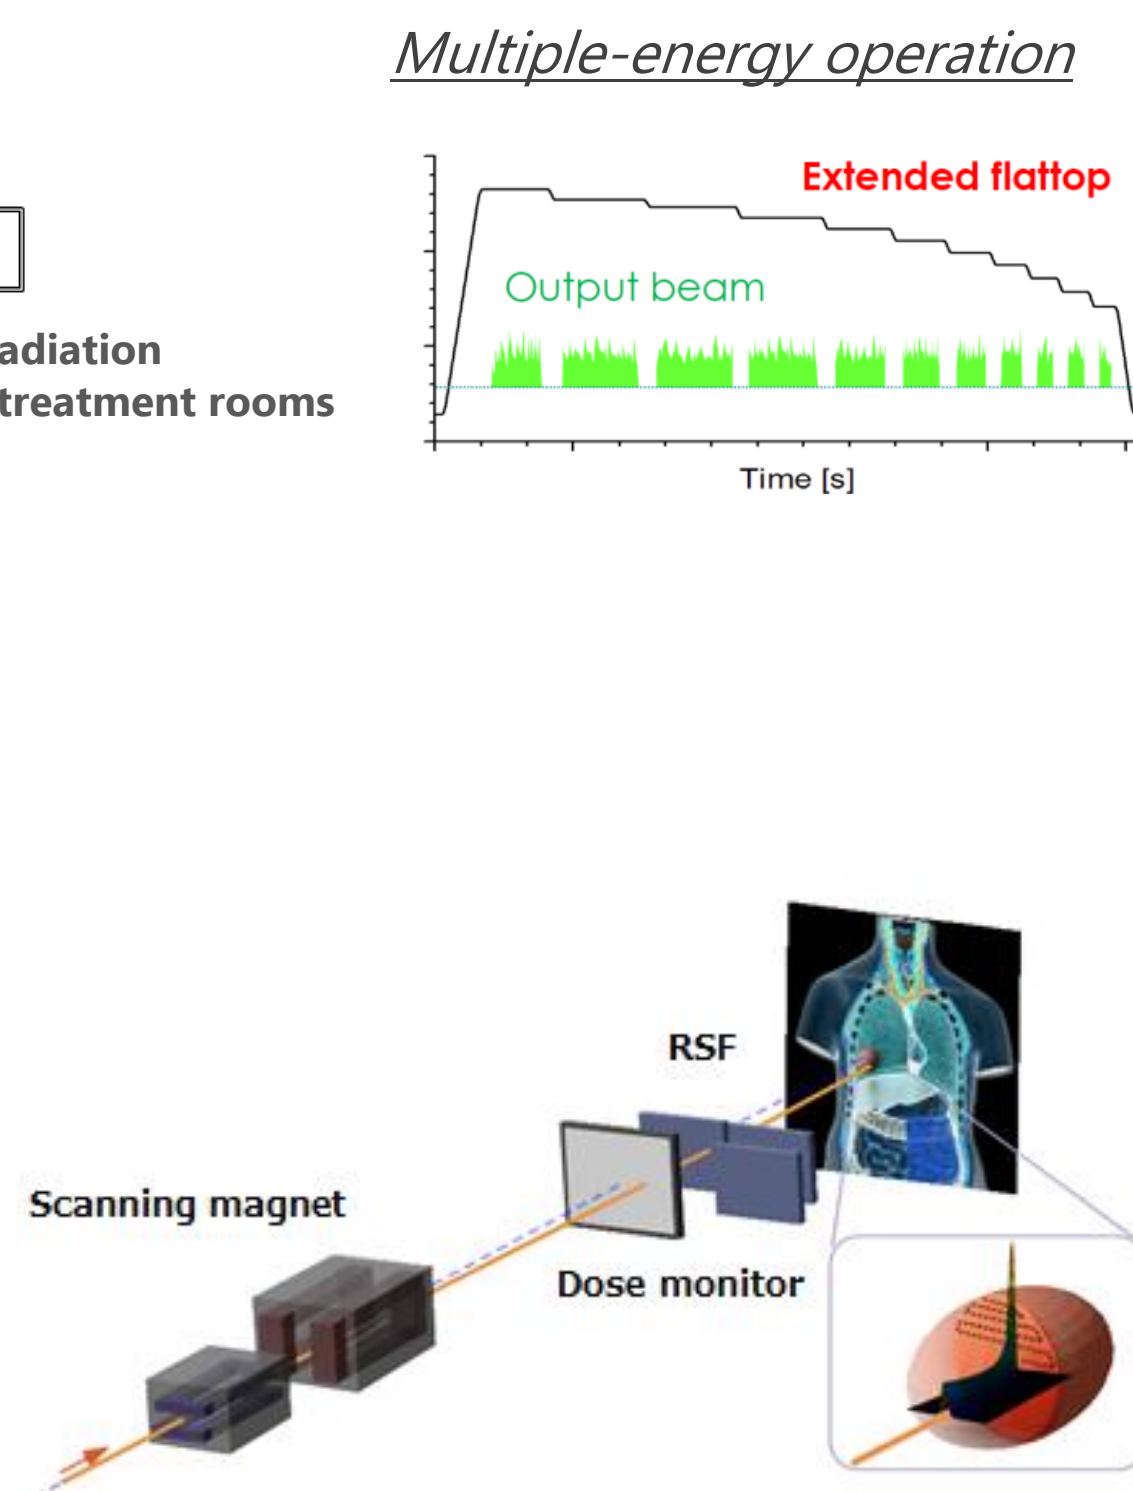 Multiple-energy operation
Extended flattop
Output beam
adiation
treatment rooms
Time [s]
RSF
Scanning magnet
Dose monitor